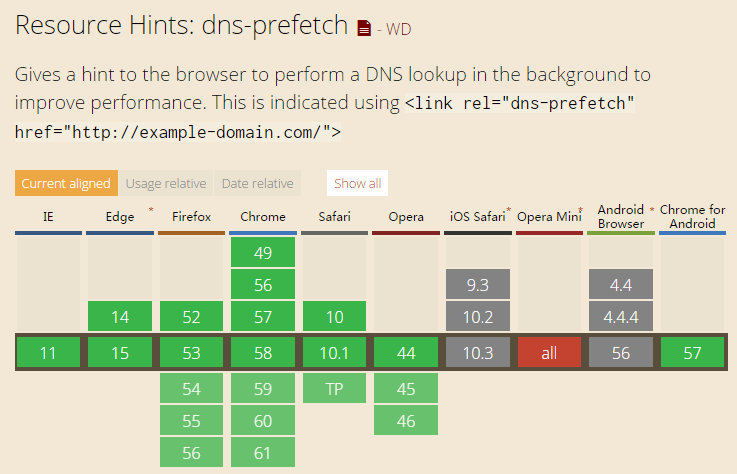 Resource Hints: dns-prefetch - WD
Gives a hint to the browser to perform a DNS lookup in the background to
improve performance. This is indicated using <link rel="dns-prefetch"
href="http://example-domain.com/">
Current aligned Usage relative Date relative Show all
IE Edge * Firefox Chrome Safari Opera iOS Safari * Opera Mini * Android Browser * Chrome for Android
49
56 9.3 4.4
14 52 57 10 10.2 4.4.4
11 15 53 58 10.1 44 10.3 all 56 57
54 59 TP 45
55 60 46
56 61